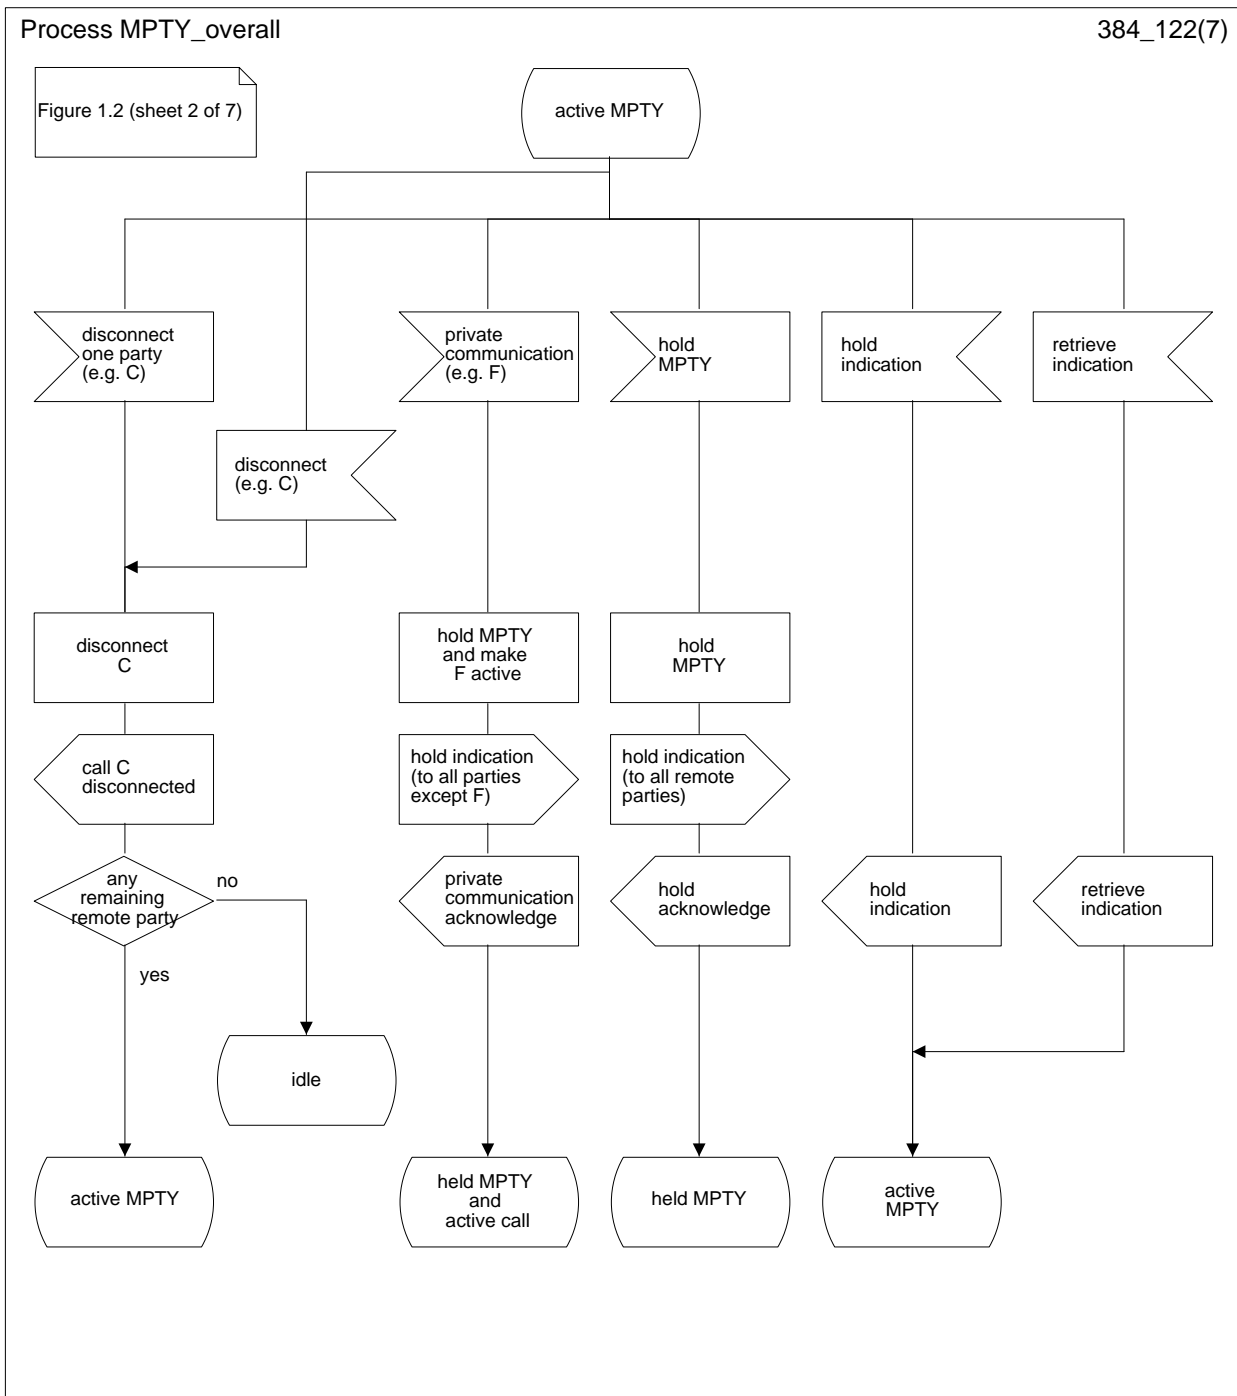 Process MPTY_overall
384_122(7)
Figure 1.2 (sheet 2 of 7)
active MPTY
disconnect
one party
(e.g. C)
private
communication
(e.g. F)
hold
MPTY
hold
indication
retrieve
indication
disconnect
(e.g. C)
disconnect
C
hold MPTY
and make
F active
hold
MPTY
call C
disconnected
hold indication
(to all parties
except F)
hold indication
(to all remote
parties)
any
remaining
remote party
no
yes
private
communication
acknowledge
hold
acknowledge
hold
indication
retrieve
indication
idle
active MPTY
held MPTY
and
active call
held MPTY
active
MPTY